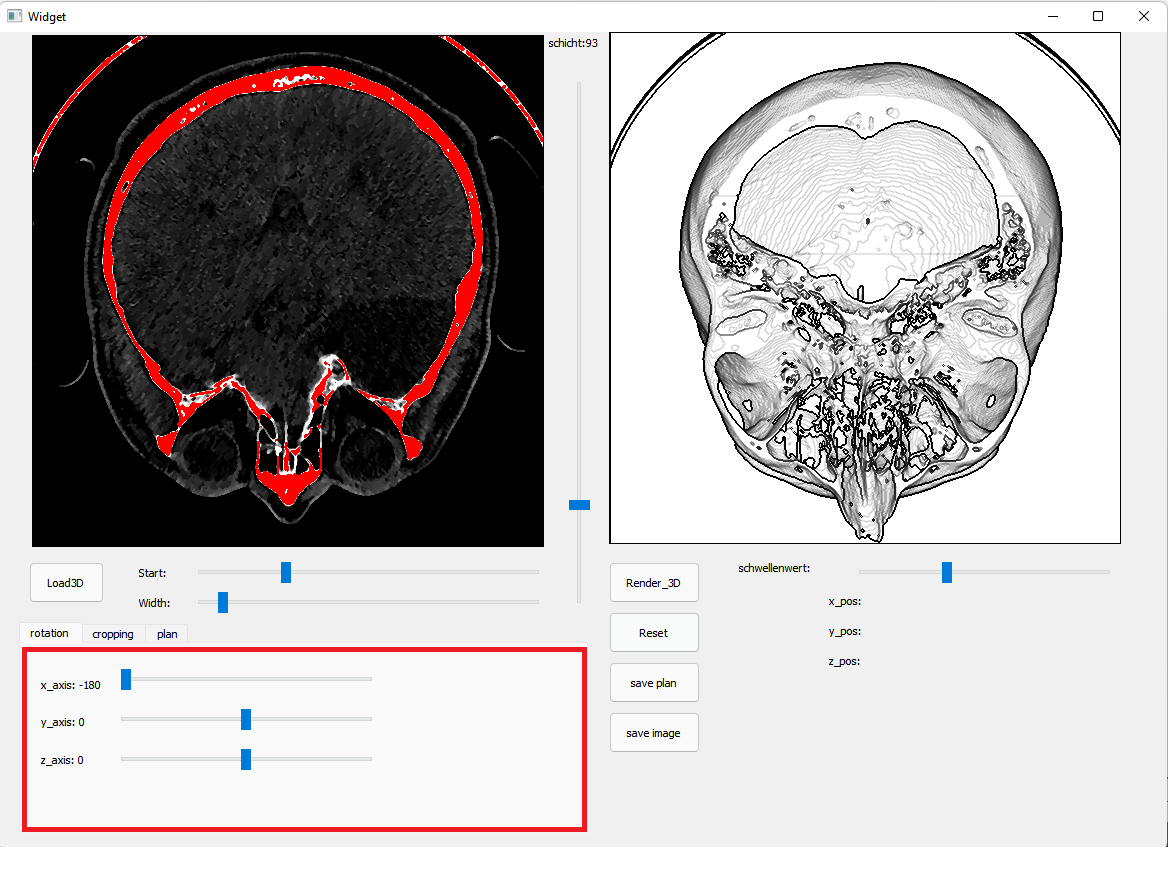 Widget
schicht:93
Load3D
Start:
Width:
rotation cropping plan
x_axis: -180
y_axis: 0
z_axis: 0
Render_3D
schwellenwert:
x_pos:
Reset
y_pos:
z_pos:
save plan
save image